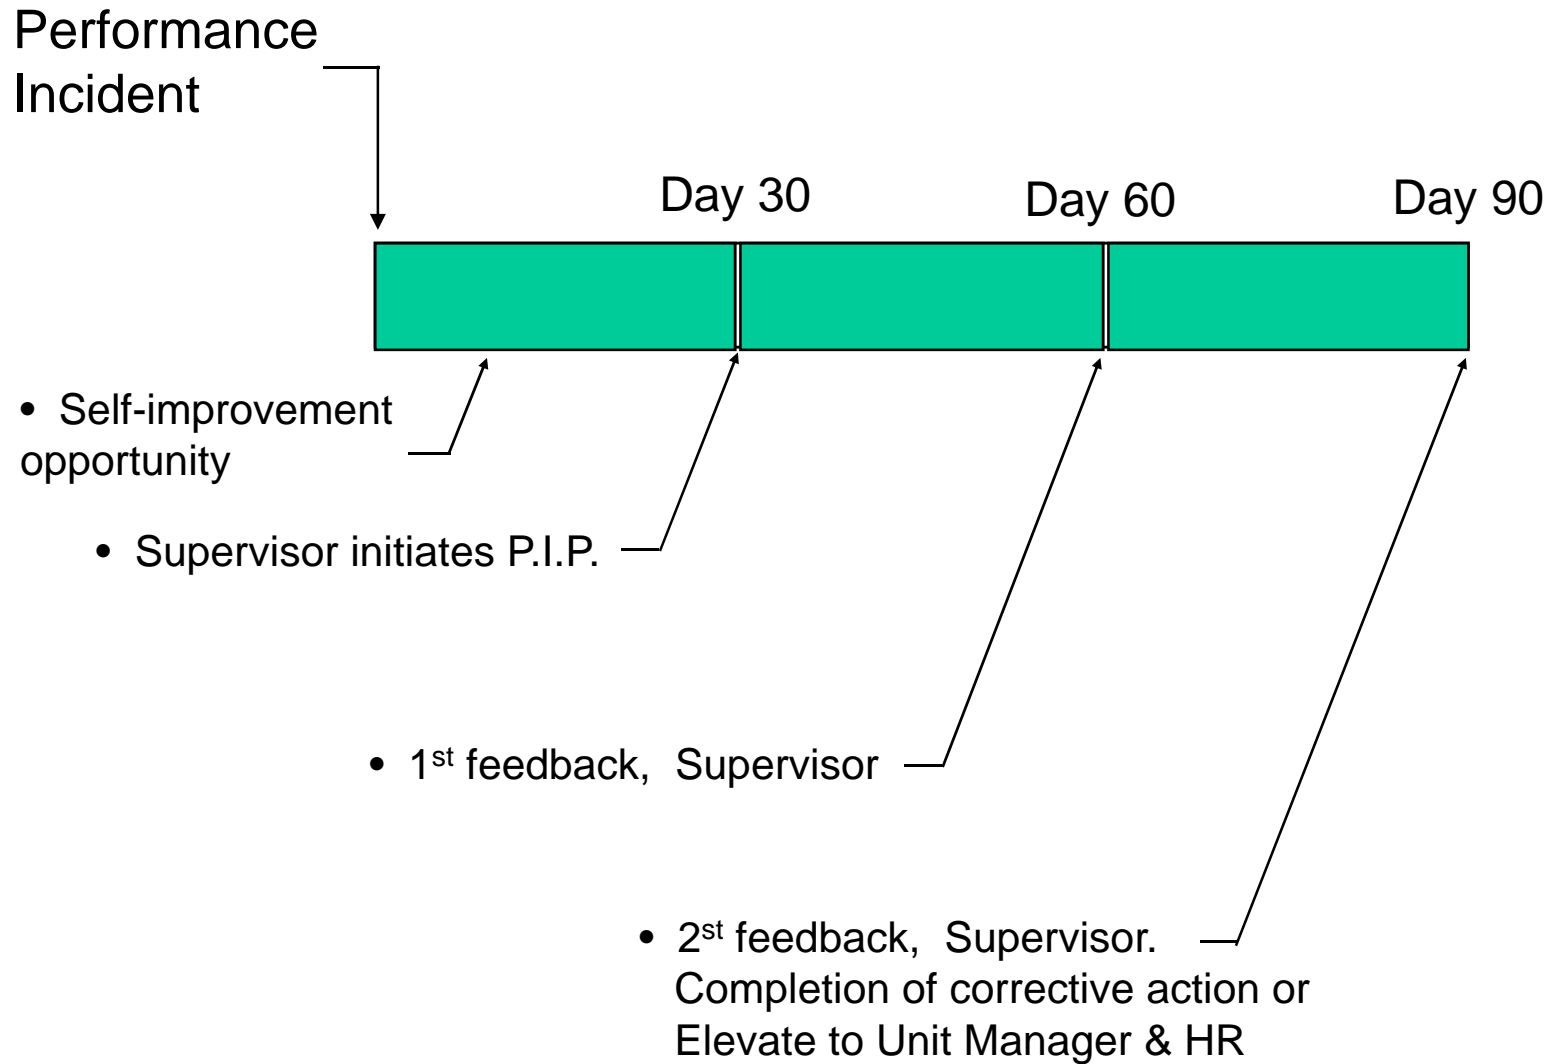 Performance
Incident
Day 30
Day 60
Day 90
• Self-improvement
opportunity
• Supervisor initiates P.I.P.
• 1st feedback, Supervisor
• 2st feedback, Supervisor.
Completion of corrective action or
Elevate to Unit Manager & HR